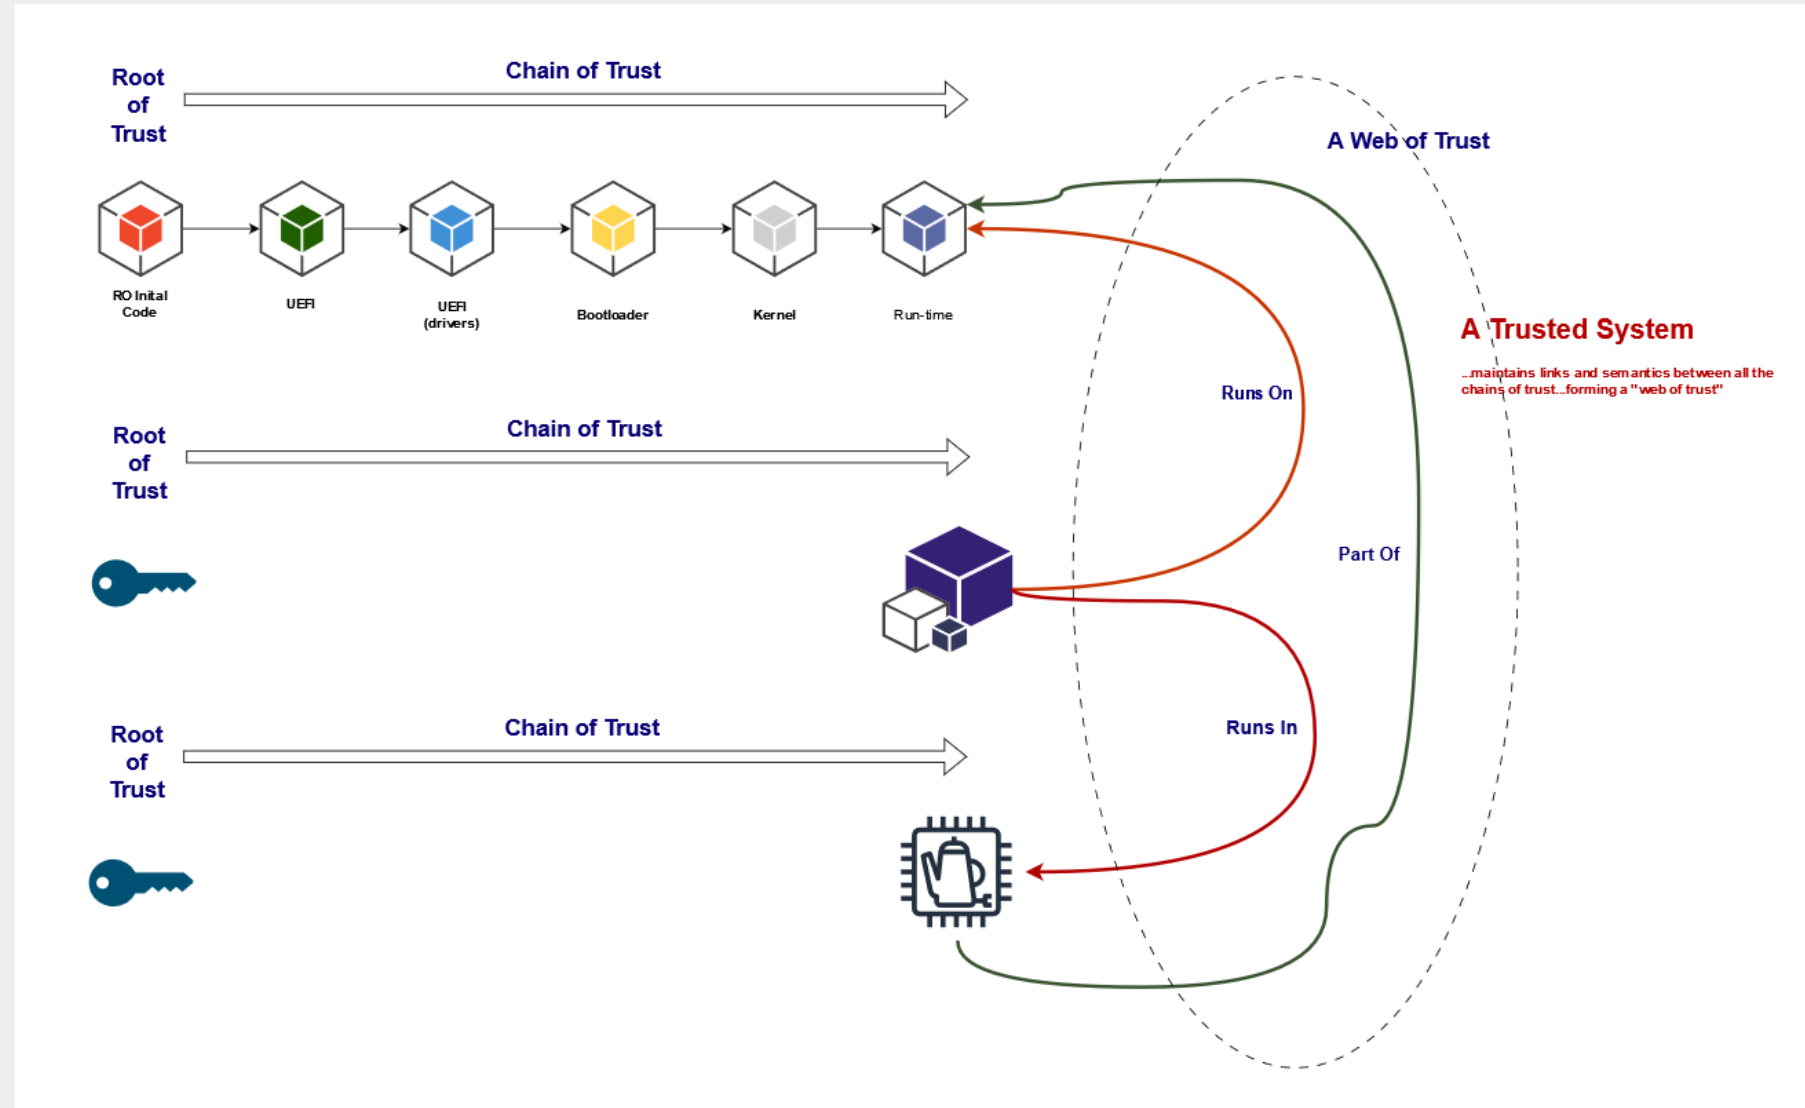 Root
of
Trust
Chain of Trust
A Web of Trust
RO Inital
Code
UEFI
UEFI
(drivers)
Bootloader
Kernel
Run-time
A Trusted System
...maintains links and semantics between all the
chains of trust...forming a "web of trust"
Runs On
Root
of
Trust
Chain of Trust
Part Of
Root
of
Trust
Chain of Trust
Runs In